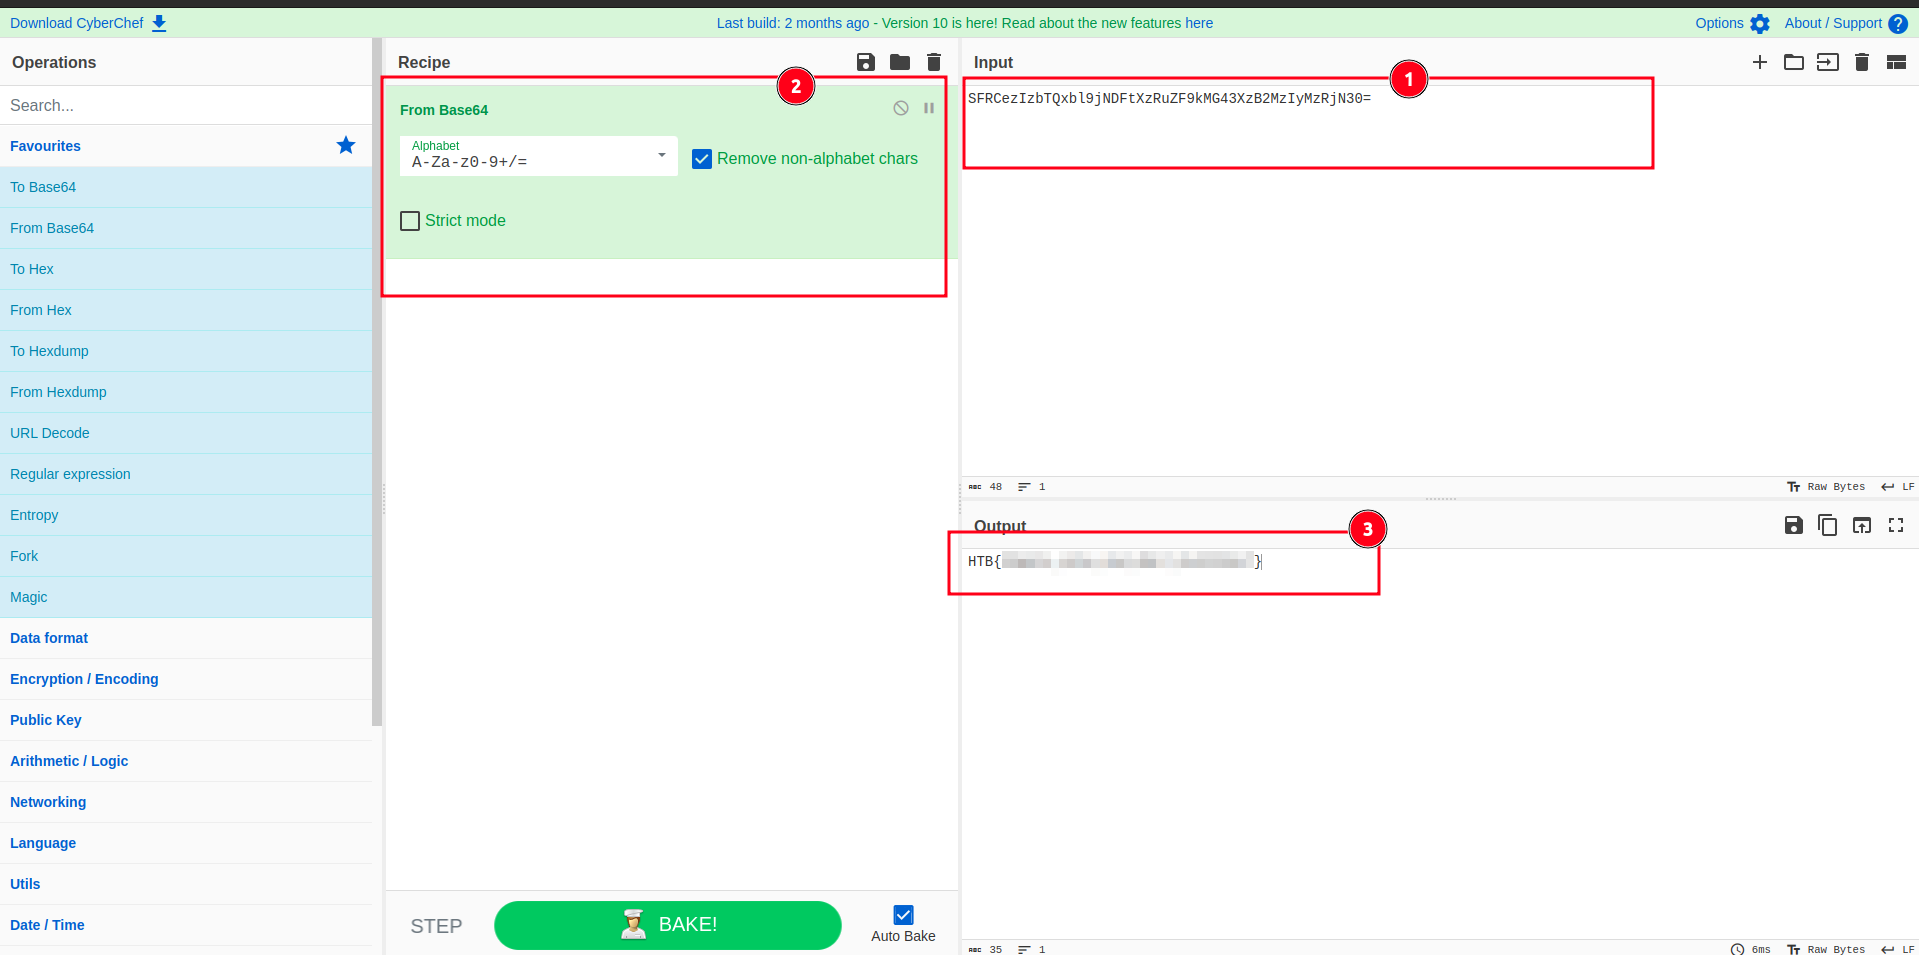 Download CyberChef
Last build: 2 months ago - Version 10 is here! Read about the new features here
Options
About / Support ?
Operations
Search...
Favourites
To Base64
From Base64
To Hex
From Hex
To Hexdump
From Hexdump
URL Decode
Regular expression
Entropy
Fork
Magic
Data format
Encryption / Encoding
Public Key
Arithmetic / Logic
Networking
Language
Utils
Date / Time
Recipe
2
From Base64
Alphabet
A-Za-z0-9+/=
Remove non-alphabet chars
Strict mode
STEP
BAKE!
Auto Bake
Input
1
SFRCezIzbTQxbl9jNDFtXzRuZF9kMG43XzB2MzIyMzRjN30=
ABC 48 1
Tт Raw Bytes LF
Output
3
HTB{ }
ABC 35 1
6ms Tт Raw Bytes LF